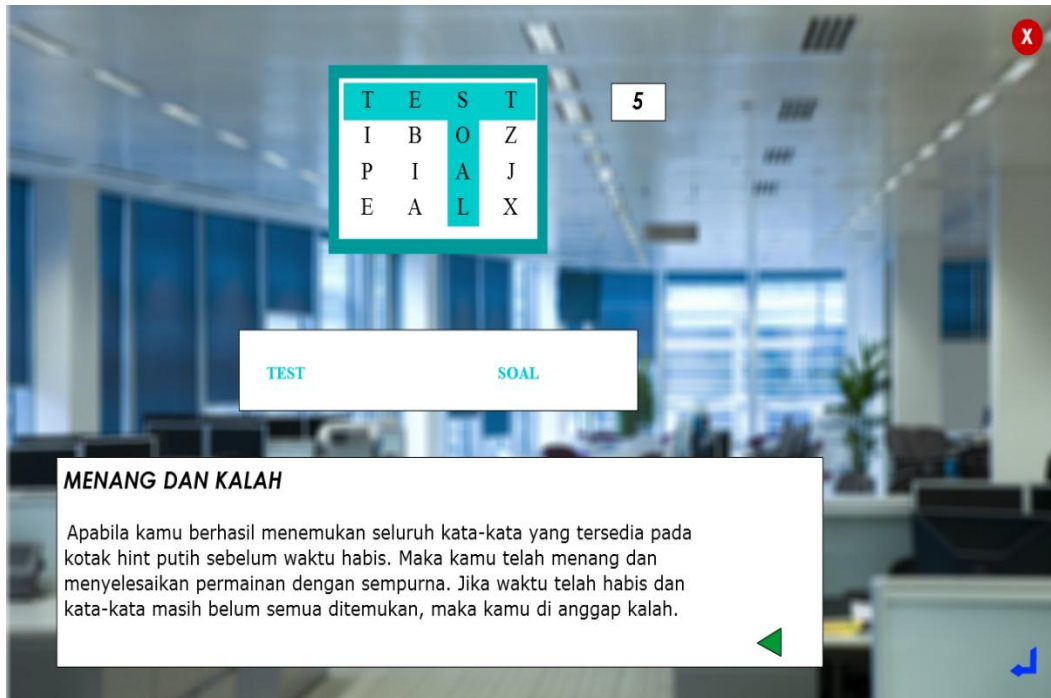 X
T E S T
5
I B O Z
P I A J
E A L X
TEST SOAL
MENANG DAN KALAH
Apabila kamu berhasil menemukan seluruh kata-kata yang tersedia pada
kotak hint putih sebelum waktu habis. Maka kamu telah menang dan
menyelesaikan permainan dengan sempurna. Jika waktu telah habis dan
kata-kata masih belum semua ditemukan, maka kamu di anggap kalah.